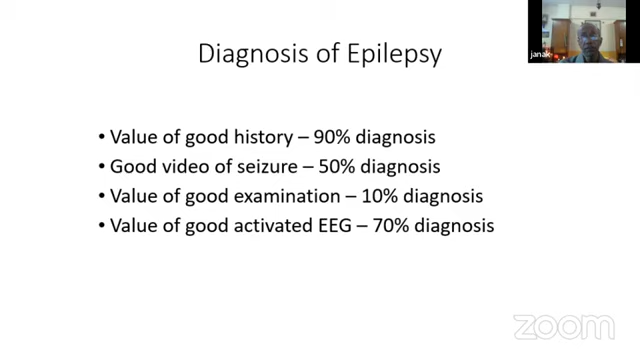 Diagnosis of Epilepsy
janak
• Value of good history – 90% diagnosis
• Good video of seizure – 50% diagnosis
• Value of good examination – 10% diagnosis
• Value of good activated EEG – 70% diagnosis
zoom